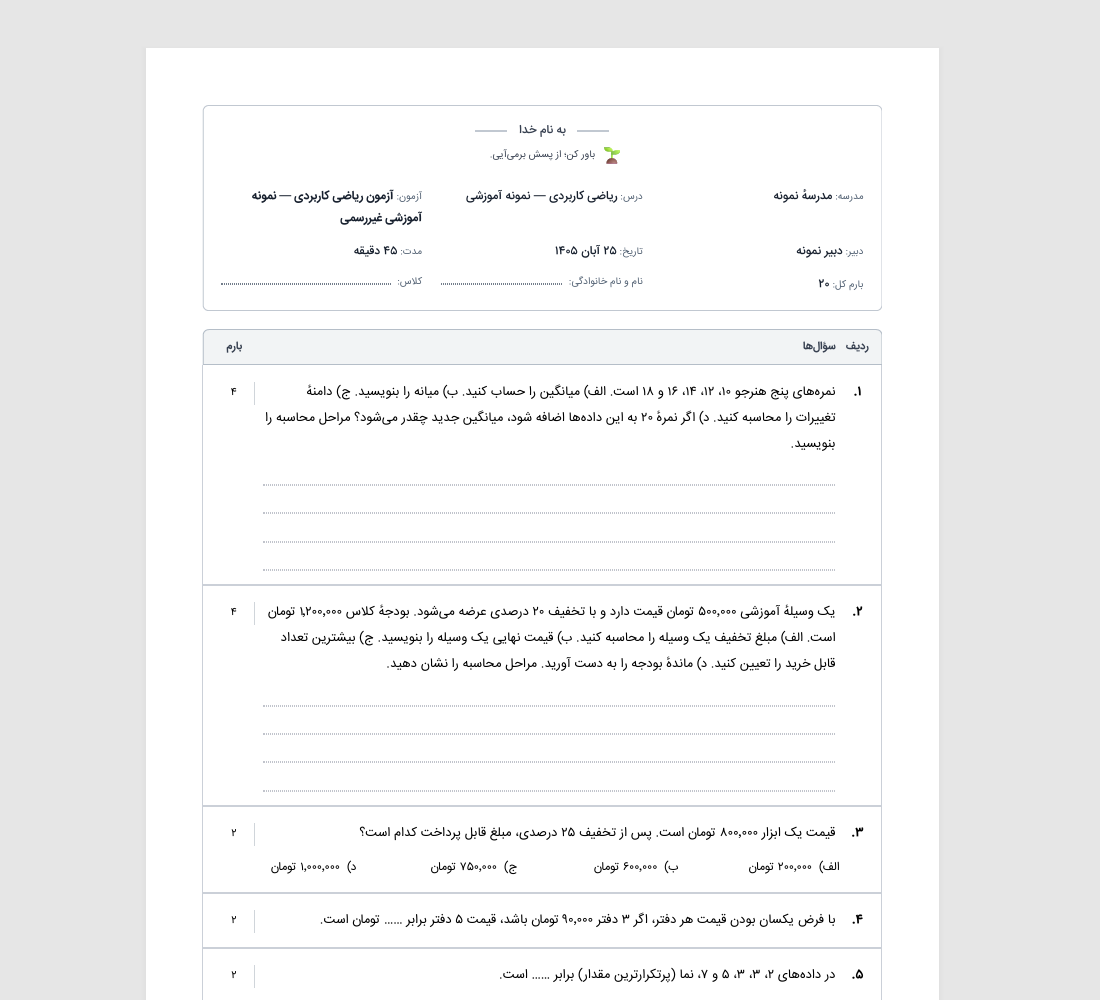 به نام خدا
🌱 باور کن؛ از پسش برمی‌آیی.
مدرسه: مدرسهٔ نمونه
درس: ریاضی کاربردی — نمونه آموزشی
آزمون: آزمون ریاضی کاربردی — نمونه
آموزشی غیررسمی
دبیر: دبیر نمونه
تاریخ: ۲۵ آبان ۱۴۰۵
مدت: ۴۵ دقیقه
بارم کل: ۲۰
نام و نام خانوادگی:
کلاس:
ردیف سؤال‌ها بارم
۱. نمره‌های پنج هنرجو ۱۰، ۱۲، ۱۴، ۱۶ و ۱۸ است. الف) میانگین را حساب کنید. ب) میانه را بنویسید. ج) دامنهٔ ۴
تغییرات را محاسبه کنید. د) اگر نمرهٔ ۲۰ به این داده‌ها اضافه شود، میانگین جدید چقدر می‌شود؟ مراحل محاسبه را
بنویسید.
۲. یک وسیلهٔ آموزشی ۵۰۰٬۰۰۰ تومان قیمت دارد و با تخفیف ۲۰ درصدی عرضه می‌شود. بودجهٔ کلاس ۱٬۲۰۰٬۰۰۰ تومان ۴
است. الف) مبلغ تخفیف یک وسیله را محاسبه کنید. ب) قیمت نهایی یک وسیله را بنویسید. ج) بیشترین تعداد
قابل خرید را تعیین کنید. د) ماندهٔ بودجه را به دست آورید. مراحل محاسبه را نشان دهید.
۳. قیمت یک ابزار ۸۰۰٬۰۰۰ تومان است. پس از تخفیف ۲۵ درصدی، مبلغ قابل پرداخت کدام است؟ ۲
الف) ۲۰۰٬۰۰۰ تومان ب) ۶۰۰٬۰۰۰ تومان ج) ۷۵۰٬۰۰۰ تومان د) ۱٬۰۰۰٬۰۰۰ تومان
۴. با فرض یکسان بودن قیمت هر دفتر، اگر ۳ دفتر ۹۰٬۰۰۰ تومان باشد، قیمت ۵ دفتر برابر ...... تومان است. ۲
۵. در داده‌های ۲، ۳، ۳، ۵ و ۷، نما (پرتکرارترین مقدار) برابر ...... است. ۲